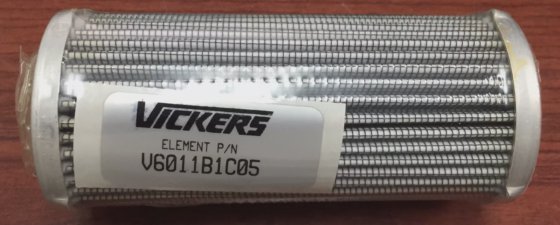 VICKERS
ELEMENT P/N
V6011B1C05